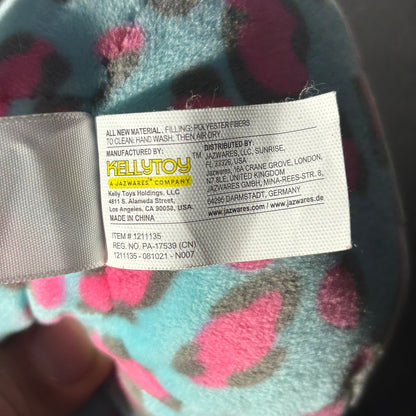 ALL NEW MATERIAL, FILLING: POLYESTER FIBERS
TO CLEAN: HAND WASH, THEN AIR DRY
MANUFACTURED BY:
KELLYTOY
A JAZWARES® COMPANY
Kelly Toys Holdings, LLC
4811 S. Alameda Street,
Los Angeles, CA 90058, USA
MADE IN CHINA
DISTRIBUTED BY:
JAZWARES, LLC, SUNRISE,
FL 33326, USA
JAZWARES, 16A CRANE GROVE, LONDON,
N7 8LE, UNITED KINGDOM
JAZWARES GMBH, MINA-REES-STR. 8,
64295 DARMSTADT, GERMANY
www.jazwares.com
ITEM # 1211135
REG. NO. PA-17539 (CN)
1211135 - 081021 - N007
www.jazwares.com